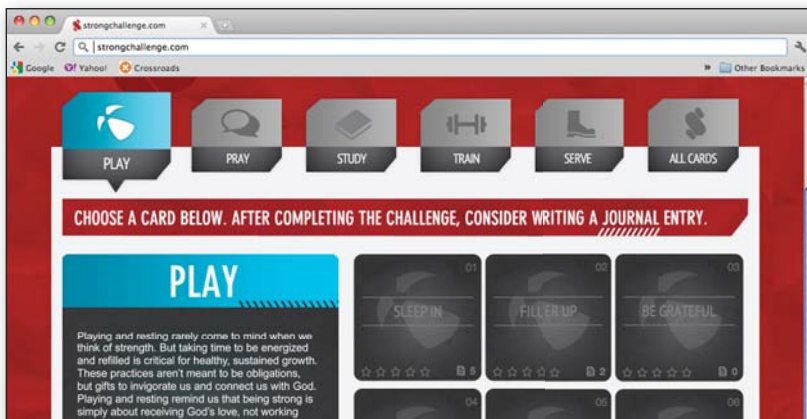 strongchallenge.com
strongchallenge.com
Google Yahoo! Crossroads » Other Bookmarks
PLAY PRAY STUDY TRAIN SERVE ALL CARDS
CHOOSE A CARD BELOW. AFTER COMPLETING THE CHALLENGE, CONSIDER WRITING A JOURNAL ENTRY.
PLAY
Playing and resting rarely come to mind when we
think of strength. But taking time to be energized
and refilled is critical for healthy, sustained growth.
These practices aren't meant to be obligations,
but gifts to invigorate us and connect us with God.
Playing and resting remind us that being strong is
simply about receiving God's love, not working
01
SLEEP IN
5
02
FILL 'ER UP
2
03
BE GRATEFUL
0
04
05
06